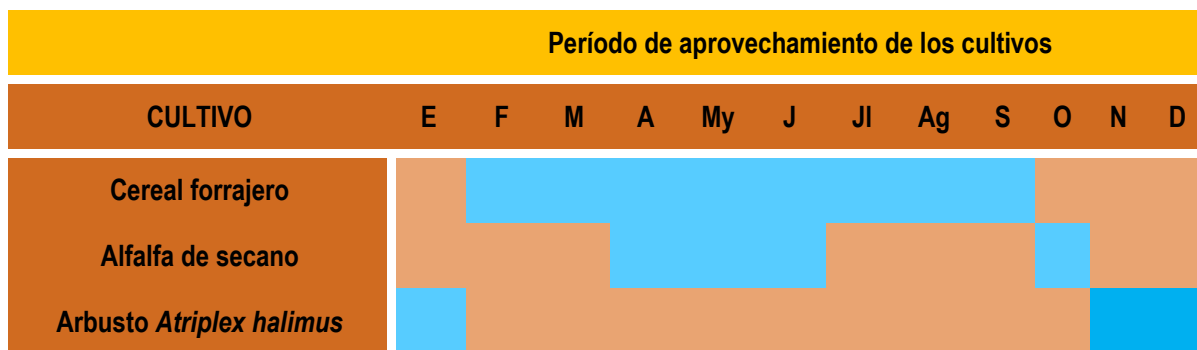 Período de aprovechamiento de los cultivos
CULTIVO E F M A My J Jl Ag S O N D
Cereal forrajero
Alfalfa de secano
Arbusto Atriplex halimus